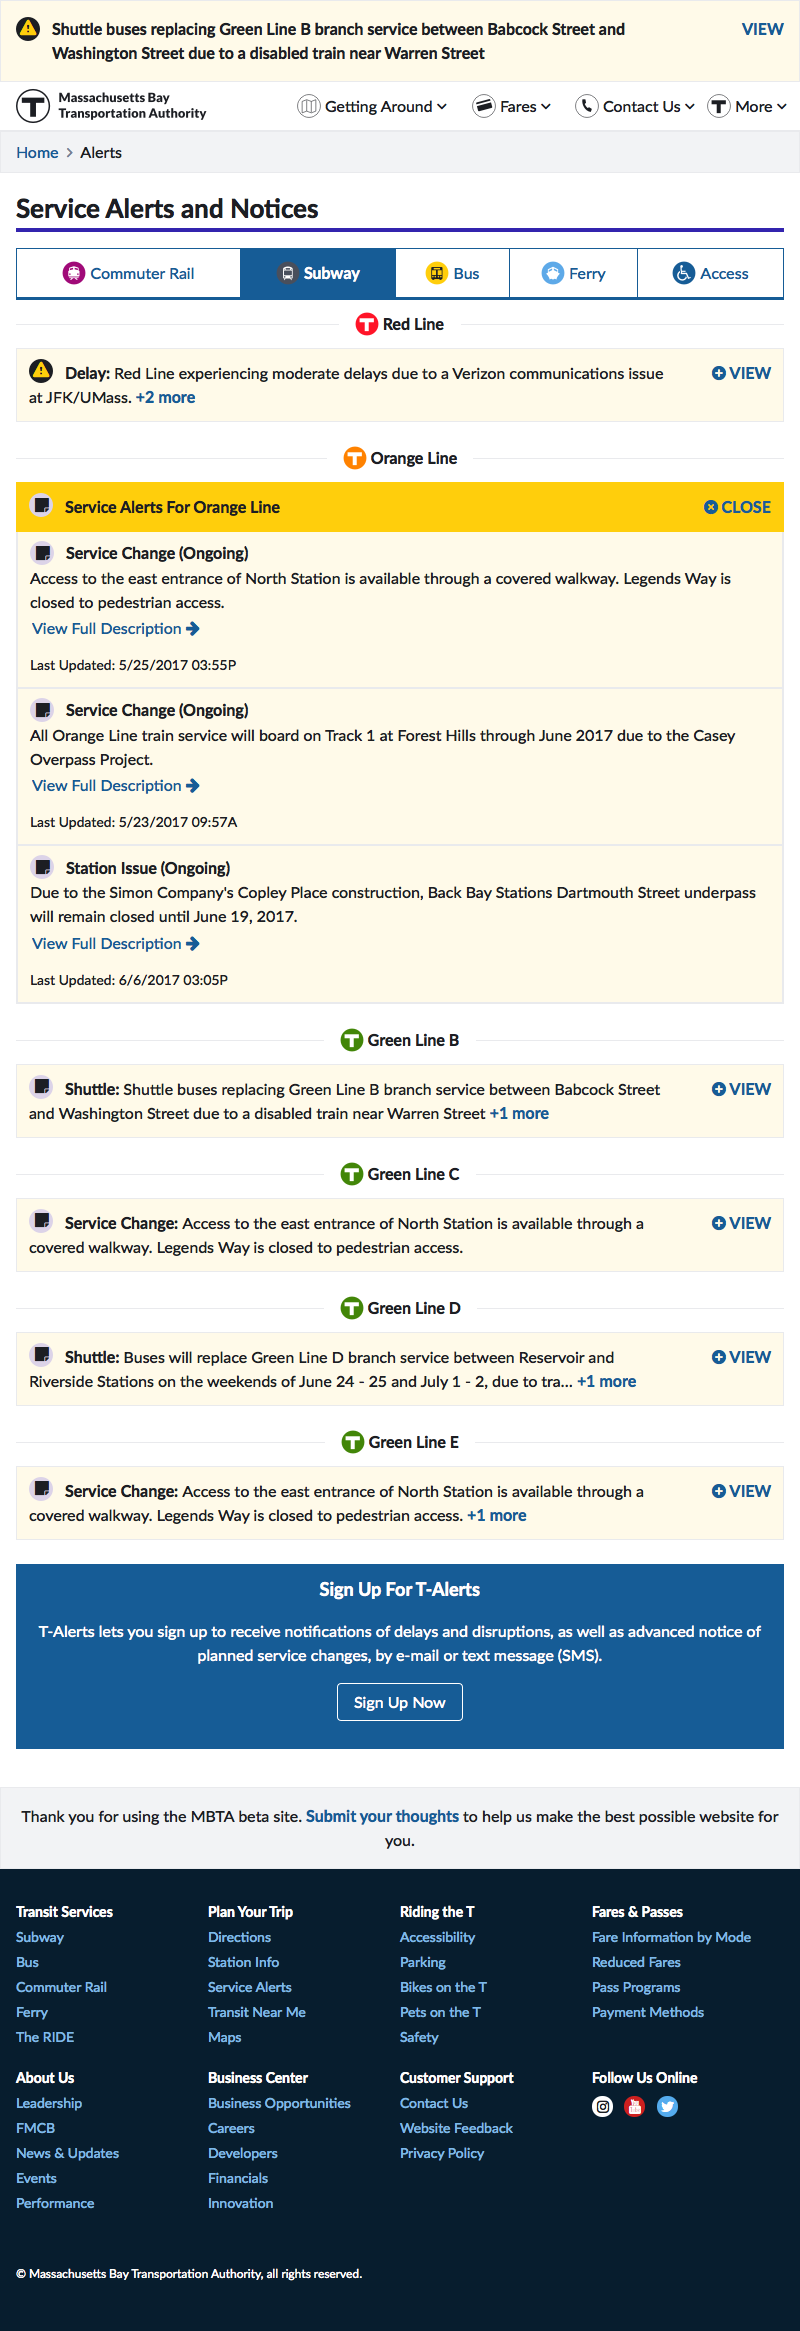 Shuttle buses replacing Green Line B branch service between Babcock Street and
Washington Street due to a disabled train near Warren Street
VIEW
Massachusetts Bay
Transportation Authority
Getting Around
Fares
Contact Us
More
Home > Alerts
Service Alerts and Notices
Commuter Rail
Subway
Bus
Ferry
Access
Red Line
Delay: Red Line experiencing moderate delays due to a Verizon communications issue
at JFK/UMass. +2 more
VIEW
Orange Line
Service Alerts For Orange Line
CLOSE
Service Change (Ongoing)
Access to the east entrance of North Station is available through a covered walkway. Legends Way is
closed to pedestrian access.
View Full Description
Last Updated: 5/25/2017 03:55P
Service Change (Ongoing)
All Orange Line train service will board on Track 1 at Forest Hills through June 2017 due to the Casey
Overpass Project.
View Full Description
Last Updated: 5/23/2017 09:57A
Station Issue (Ongoing)
Due to the Simon Company's Copley Place construction, Back Bay Stations Dartmouth Street underpass
will remain closed until June 19, 2017.
View Full Description
Last Updated: 6/6/2017 03:05P
Green Line B
Shuttle: Shuttle buses replacing Green Line B branch service between Babcock Street
and Washington Street due to a disabled train near Warren Street +1 more
VIEW
Green Line C
Service Change: Access to the east entrance of North Station is available through a
covered walkway. Legends Way is closed to pedestrian access.
VIEW
Green Line D
Shuttle: Buses will replace Green Line D branch service between Reservoir and
Riverside Stations on the weekends of June 24 - 25 and July 1 - 2, due to tra... +1 more
VIEW
Green Line E
Service Change: Access to the east entrance of North Station is available through a
covered walkway. Legends Way is closed to pedestrian access. +1 more
VIEW
Sign Up For T-Alerts
T-Alerts lets you sign up to receive notifications of delays and disruptions, as well as advanced notice of
planned service changes, by e-mail or text message (SMS).
Sign Up Now
Thank you for using the MBTA beta site. Submit your thoughts to help us make the best possible website for
you.
Transit Services
Subway
Bus
Commuter Rail
Ferry
The RIDE
Plan Your Trip
Directions
Station Info
Service Alerts
Transit Near Me
Maps
Riding the T
Accessibility
Parking
Bikes on the T
Pets on the T
Safety
Fares & Passes
Fare Information by Mode
Reduced Fares
Pass Programs
Payment Methods
About Us
Leadership
FMCB
News & Updates
Events
Performance
Business Center
Business Opportunities
Careers
Developers
Financials
Innovation
Customer Support
Contact Us
Website Feedback
Privacy Policy
Follow Us Online
© Massachusetts Bay Transportation Authority, all rights reserved.